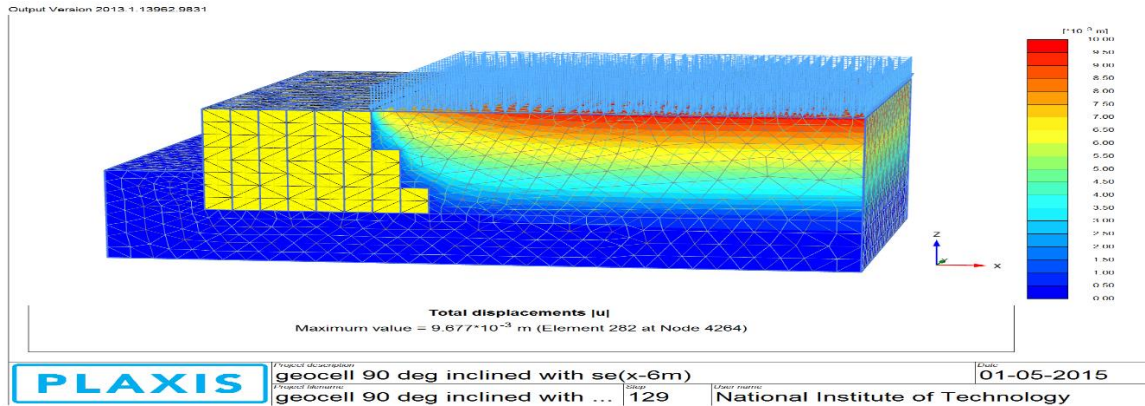 Output Version 2013.1.13962.9831
[*10⁻³ m]
10.00
9.50
9.00
8.50
8.00
7.50
7.00
6.50
6.00
5.50
5.00
4.50
4.00
3.50
3.00
2.50
2.00
1.50
1.00
0.50
0.00
Z
X
Total displacements |u|
Maximum value = 9.677*10⁻³ m (Element 282 at Node 4264)
PLAXIS
Project description
geocell 90 deg inclined with se(x-6m)
Date
01-05-2015
Project filename
geocell 90 deg inclined with ...
Step
129
User name
National Institute of Technology